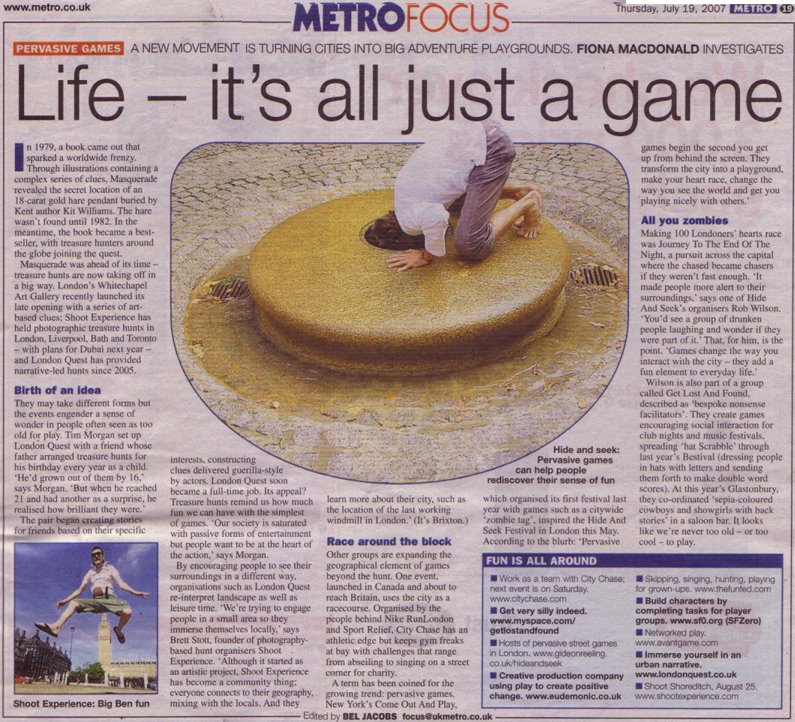 www.metro.co.uk
METROFOCUS
Thursday, July 19, 2007 METRO 19
PERVASIVE GAMES A NEW MOVEMENT IS TURNING CITIES INTO BIG ADVENTURE PLAYGROUNDS. FIONA MACDONALD INVESTIGATES
Life – it's all just a game
In 1979, a book came out that
sparked a worldwide frenzy.
Through illustrations containing a
complex series of clues, Masquerade
revealed the secret location of an
18-carat gold hare pendant buried by
Kent author Kit Williams. The hare
wasn't found until 1982. In the
meantime, the book became a best-
seller, with treasure hunters around
the globe joining the quest.
Masquerade was ahead of its time –
treasure hunts are now taking off in
a big way. London's Whitechapel
Art Gallery recently launched its
late opening with a series of art-
based clues; Shoot Experience has
held photographic treasure hunts in
London, Liverpool, Bath and Toronto
– with plans for Dubai next year –
and London Quest has provided
narrative-led hunts since 2005.
Birth of an idea
They may take different forms but
the events engender a sense of
wonder in people often seen as too
old for play. Tim Morgan set up
London Quest with a friend whose
father arranged treasure hunts for
his birthday every year as a child.
'He'd grown out of them by 16,'
says Morgan. 'But when he reached
21 and had another as a surprise, he
realised how brilliant they were.'
The pair began creating stories
for friends based on their specific
Shoot Experience: Big Ben fun
interests, constructing
clues delivered guerilla-style
by actors. London Quest soon
became a full-time job. Its appeal?
Treasure hunts remind us how much
fun we can have with the simplest
of games. 'Our society is saturated
with passive forms of entertainment
but people want to be at the heart of
the action,' says Morgan.
By encouraging people to see their
surroundings in a different way,
organisations such as London Quest
re-interpret landscape as well as
leisure time. 'We're trying to engage
people in a small area so they
immerse themselves locally,' says
Brett Stott, founder of photography-
based hunt organisers Shoot
Experience. 'Although it started as
an artistic project, Shoot Experience
has become a community thing;
everyone connects to their geography,
mixing with the locals. And they
learn more about their city, such as
the location of the last working
windmill in London.' (It's Brixton.)
Race around the block
Other groups are expanding the
geographical element of games
beyond the hunt. One event,
launched in Canada and about to
reach Britain, uses the city as a
racecourse. Organised by the
people behind Nike RunLondon
and Sport Relief, City Chase has an
athletic edge but keeps gym freaks
at bay with challenges that range
from abseiling to singing on a street
corner for charity.
A term has been coined for the
growing trend: pervasive games.
New York's Come Out And Play,
Hide and seek:
Pervasive games
can help people
rediscover their sense of fun
which organised its first festival last
year with games such as a citywide
'zombie tag', inspired the Hide And
Seek Festival in London this May.
According to the blurb: 'Pervasive
games begin the second you get
up from behind the screen. They
transform the city into a playground,
make your heart race, change the
way you see the world and get you
playing nicely with others.'
All you zombies
Making 100 Londoners' hearts race
was Journey To The End Of The
Night, a pursuit across the capital
where the chased became chasers
if they weren't fast enough. 'It
made people more alert to their
surroundings,' says one of Hide
And Seek's organisers Rob Wilson.
'You'd see a group of drunken
people laughing and wonder if they
were part of it.' That, for him, is the
point. 'Games change the way you
interact with the city – they add a
fun element to everyday life.'
Wilson is also part of a group
called Get Lost And Found,
described as 'bespoke nonsense
facilitators'. They create games
encouraging social interaction for
club nights and music festivals,
spreading 'hat Scrabble' through
last year's Bestival (dressing people
in hats with letters and sending
them forth to make double word
scores). At this year's Glastonbury,
they co-ordinated 'sepia-coloured
cowboys and showgirls with back
stories' in a saloon bar. It looks
like we're never too old – or too
cool – to play.
FUN IS ALL AROUND
■ Work as a team with City Chase;
next event is on Saturday.
www.citychase.com
■ Get very silly indeed.
www.myspace.com/
getlostandfound
■ Hosts of pervasive street games
in London. www.gideonreeling.
co.uk/hideandseek
■ Creative production company
using play to create positive
change. www.eudemonic.co.uk
■ Skipping, singing, hunting, playing
for grown-ups. www.thefunfed.com
■ Build characters by
completing tasks for player
groups. www.sf0.org (SFZero)
■ Networked play.
www.avantgame.com
■ Immerse yourself in an
urban narrative.
www.londonquest.co.uk
■ Shoot Shoreditch, August 25.
www.shootexperience.com
Edited by BEL JACOBS focus@ukmetro.co.uk